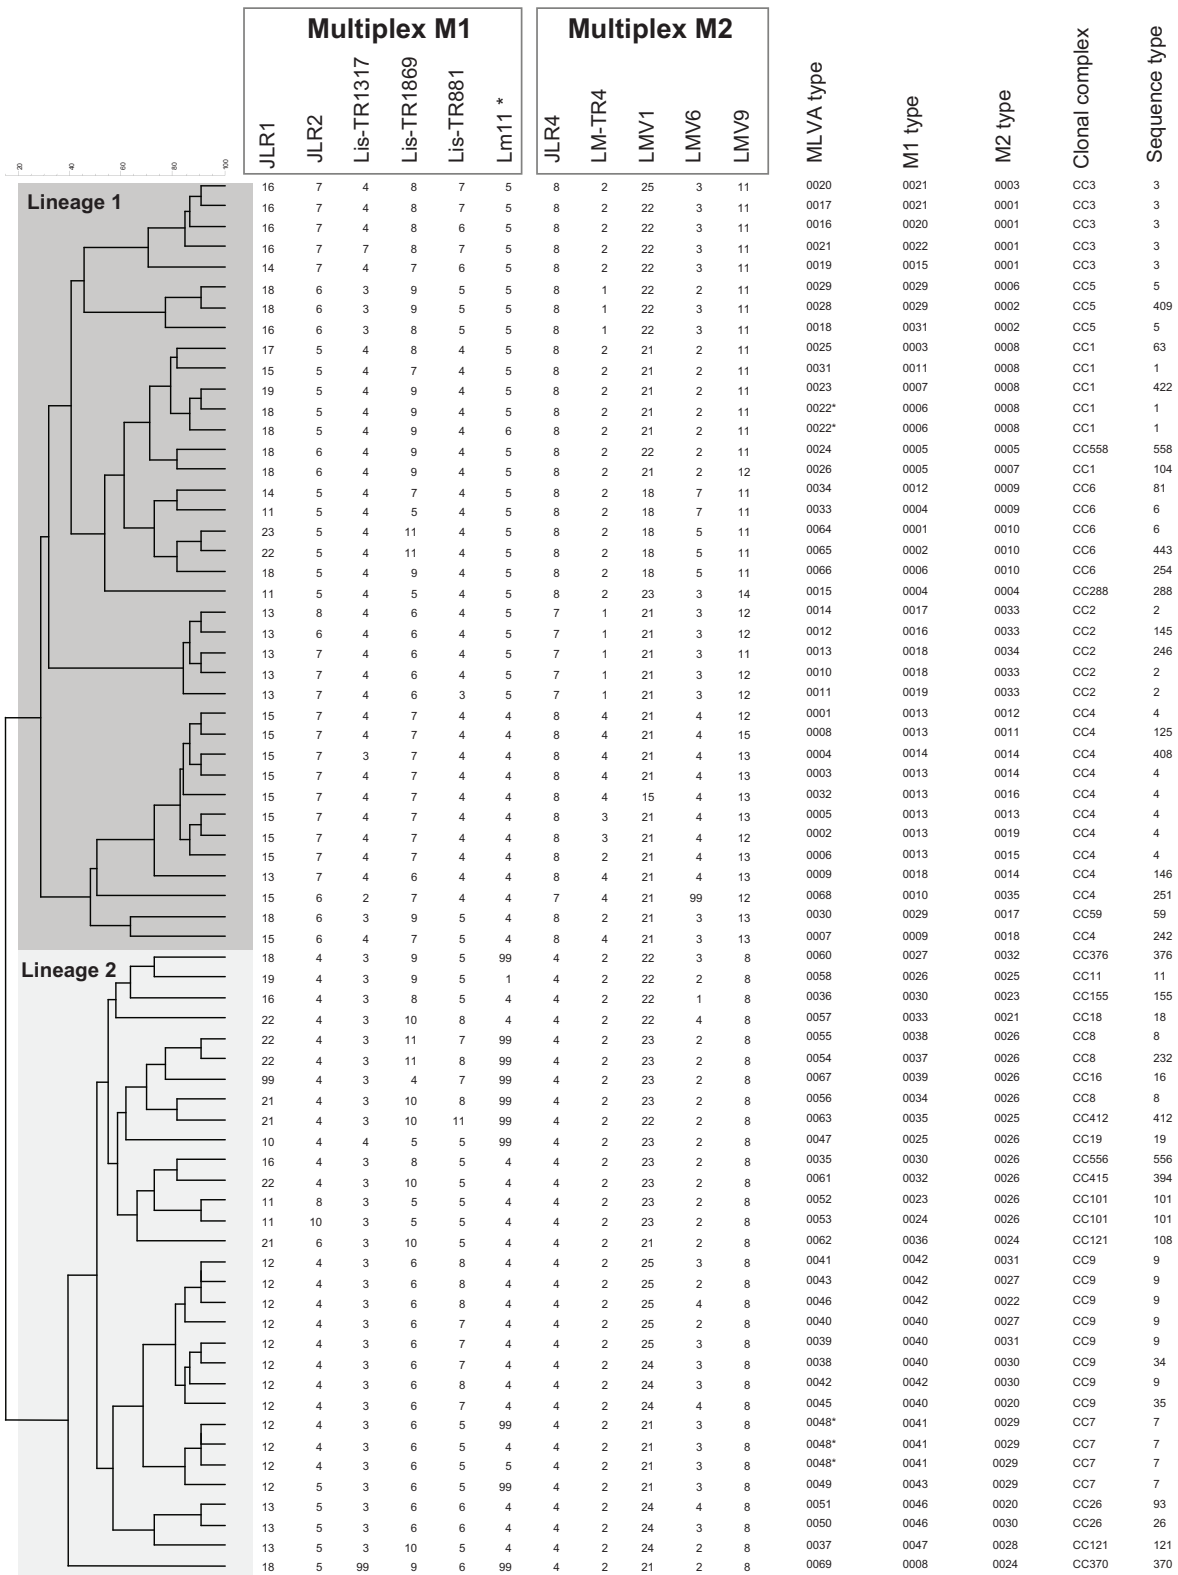 Multiplex M1 Multiplex M2
20 40 60 80 100 JLR1 JLR2 Lis-TR1317 Lis-TR1869 Lis-TR881 Lm11 * JLR4 LM-TR4 LMV1 LMV6 LMV9 MLVA type M1 type M2 type Clonal complex Sequence type
Lineage 1
16 7 4 8 7 5 8 2 25 3 11 0020 0021 0003 CC3 3
16 7 4 8 7 5 8 2 22 3 11 0017 0021 0001 CC3 3
16 7 4 8 6 5 8 2 22 3 11 0016 0020 0001 CC3 3
16 7 7 8 7 5 8 2 22 3 11 0021 0022 0001 CC3 3
14 7 4 7 6 5 8 2 22 3 11 0019 0015 0001 CC3 3
18 6 3 9 5 5 8 1 22 2 11 0029 0029 0006 CC5 5
18 6 3 9 5 5 8 1 22 3 11 0028 0029 0002 CC5 409
16 6 3 8 5 5 8 1 22 3 11 0018 0031 0002 CC5 5
17 5 4 8 4 5 8 2 21 2 11 0025 0003 0008 CC1 63
15 5 4 7 4 5 8 2 21 2 11 0031 0011 0008 CC1 1
19 5 4 9 4 5 8 2 21 2 11 0023 0007 0008 CC1 422
18 5 4 9 4 5 8 2 21 2 11 0022* 0006 0008 CC1 1
18 5 4 9 4 6 8 2 21 2 11 0022* 0006 0008 CC1 1
18 6 4 9 4 5 8 2 22 2 11 0024 0005 0005 CC558 558
18 6 4 9 4 5 8 2 21 2 12 0026 0005 0007 CC1 104
14 5 4 7 4 5 8 2 18 7 11 0034 0012 0009 CC6 81
11 5 4 5 4 5 8 2 18 7 11 0033 0004 0009 CC6 6
23 5 4 11 4 5 8 2 18 5 11 0064 0001 0010 CC6 6
22 5 4 11 4 5 8 2 18 5 11 0065 0002 0010 CC6 443
18 5 4 9 4 5 8 2 18 5 11 0066 0006 0010 CC6 254
11 5 4 5 4 5 8 2 23 3 14 0015 0004 0004 CC288 288
13 8 4 6 4 5 7 1 21 3 12 0014 0017 0033 CC2 2
13 6 4 6 4 5 7 1 21 3 12 0012 0016 0033 CC2 145
13 7 4 6 4 5 7 1 21 3 11 0013 0018 0034 CC2 246
13 7 4 6 4 5 7 1 21 3 12 0010 0018 0033 CC2 2
13 7 4 6 3 5 7 1 21 3 12 0011 0019 0033 CC2 2
15 7 4 7 4 4 8 4 21 4 12 0001 0013 0012 CC4 4
15 7 4 7 4 4 8 4 21 4 15 0008 0013 0011 CC4 125
15 7 3 7 4 4 8 4 21 4 13 0004 0014 0014 CC4 408
15 7 4 7 4 4 8 4 21 4 13 0003 0013 0014 CC4 4
15 7 4 7 4 4 8 4 15 4 13 0032 0013 0016 CC4 4
15 7 4 7 4 4 8 3 21 4 13 0005 0013 0013 CC4 4
15 7 4 7 4 4 8 3 21 4 12 0002 0013 0019 CC4 4
15 7 4 7 4 4 8 2 21 4 13 0006 0013 0015 CC4 4
13 7 4 6 4 4 8 4 21 4 13 0009 0018 0014 CC4 146
15 6 2 7 4 4 7 4 21 99 12 0068 0010 0035 CC4 251
18 6 3 9 5 4 8 2 21 3 13 0030 0029 0017 CC59 59
15 6 4 7 5 4 8 4 21 3 13 0007 0009 0018 CC4 242
Lineage 2
18 4 3 9 5 99 4 2 22 3 8 0060 0027 0032 CC376 376
19 4 3 9 5 1 4 2 22 2 8 0058 0026 0025 CC11 11
16 4 3 8 5 4 4 2 22 1 8 0036 0030 0023 CC155 155
22 4 3 10 8 4 4 2 22 4 8 0057 0033 0021 CC18 18
22 4 3 11 7 99 4 2 23 2 8 0055 0038 0026 CC8 8
22 4 3 11 8 99 4 2 23 2 8 0054 0037 0026 CC8 232
99 4 3 4 7 99 4 2 23 2 8 0067 0039 0026 CC16 16
21 4 3 10 8 99 4 2 23 2 8 0056 0034 0026 CC8 8
21 4 3 10 11 99 4 2 22 2 8 0063 0035 0025 CC412 412
10 4 4 5 5 99 4 2 23 2 8 0047 0025 0026 CC19 19
16 4 3 8 5 4 4 2 23 2 8 0035 0030 0026 CC556 556
22 4 3 10 5 4 4 2 23 2 8 0061 0032 0026 CC415 394
11 8 3 5 5 4 4 2 23 2 8 0052 0023 0026 CC101 101
11 10 3 5 5 4 4 2 23 2 8 0053 0024 0026 CC101 101
21 6 3 10 5 4 4 2 21 2 8 0062 0036 0024 CC121 108
12 4 3 6 8 4 4 2 25 3 8 0041 0042 0031 CC9 9
12 4 3 6 8 4 4 2 25 2 8 0043 0042 0027 CC9 9
12 4 3 6 8 4 4 2 25 4 8 0046 0042 0022 CC9 9
12 4 3 6 7 4 4 2 25 2 8 0040 0040 0027 CC9 9
12 4 3 6 7 4 4 2 25 3 8 0039 0040 0031 CC9 9
12 4 3 6 7 4 4 2 24 3 8 0038 0040 0030 CC9 34
12 4 3 6 8 4 4 2 24 3 8 0042 0042 0030 CC9 9
12 4 3 6 7 4 4 2 24 4 8 0045 0040 0020 CC9 35
12 4 3 6 5 99 4 2 21 3 8 0048* 0041 0029 CC7 7
12 4 3 6 5 4 4 2 21 3 8 0048* 0041 0029 CC7 7
12 4 3 6 5 5 4 2 21 3 8 0048* 0041 0029 CC7 7
12 5 3 6 5 99 4 2 21 3 8 0049 0043 0029 CC7 7
13 5 3 6 6 4 4 2 24 4 8 0051 0046 0020 CC26 93
13 5 3 6 6 4 4 2 24 3 8 0050 0046 0030 CC26 26
13 5 3 10 5 4 4 2 24 2 8 0037 0047 0028 CC121 121
18 5 99 9 6 99 4 2 21 2 8 0069 0008 0024 CC370 370